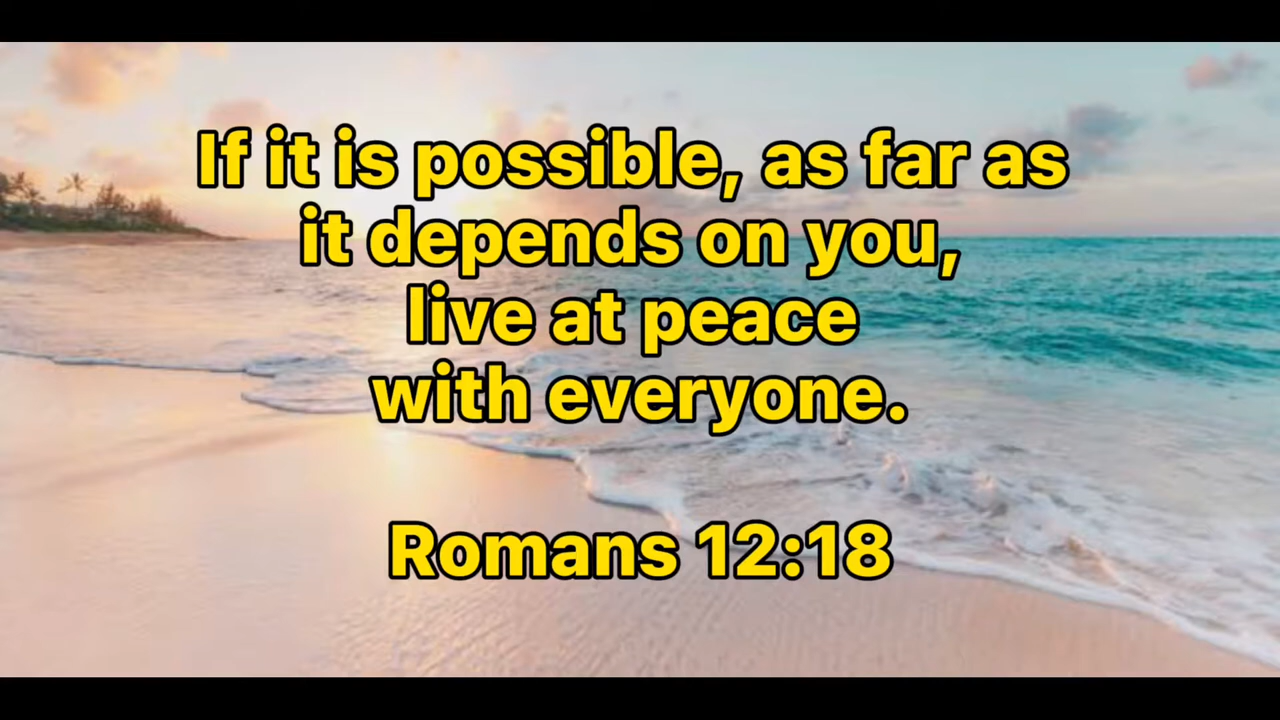 If it is possible, as far as
it depends on you,
live at peace
with everyone.
Romans 12:18